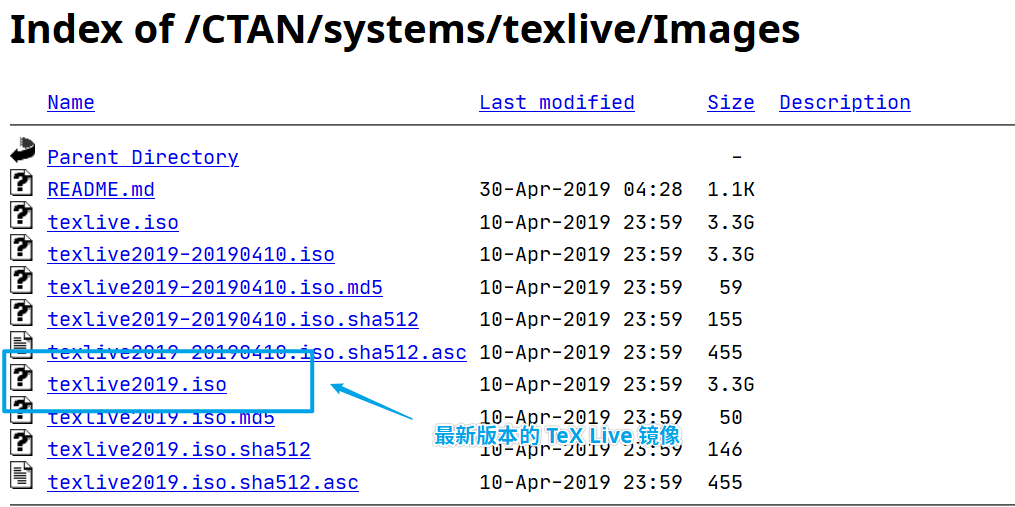 Index of /CTAN/systems/texlive/Images
Name Last modified Size Description
Parent Directory -
README.md 30-Apr-2019 04:28 1.1K
texlive.iso 10-Apr-2019 23:59 3.3G
texlive2019-20190410.iso 10-Apr-2019 23:59 3.3G
texlive2019-20190410.iso.md5 10-Apr-2019 23:59 59
texlive2019-20190410.iso.sha512 10-Apr-2019 23:59 155
texlive2019-20190410.iso.sha512.asc 10-Apr-2019 23:59 455
texlive2019.iso 10-Apr-2019 23:59 3.3G
texlive2019.iso.md5 10-Apr-2019 23:59 50
最新版本的 TeX Live 镜像
texlive2019.iso.sha512 10-Apr-2019 23:59 146
texlive2019.iso.sha512.asc 10-Apr-2019 23:59 455